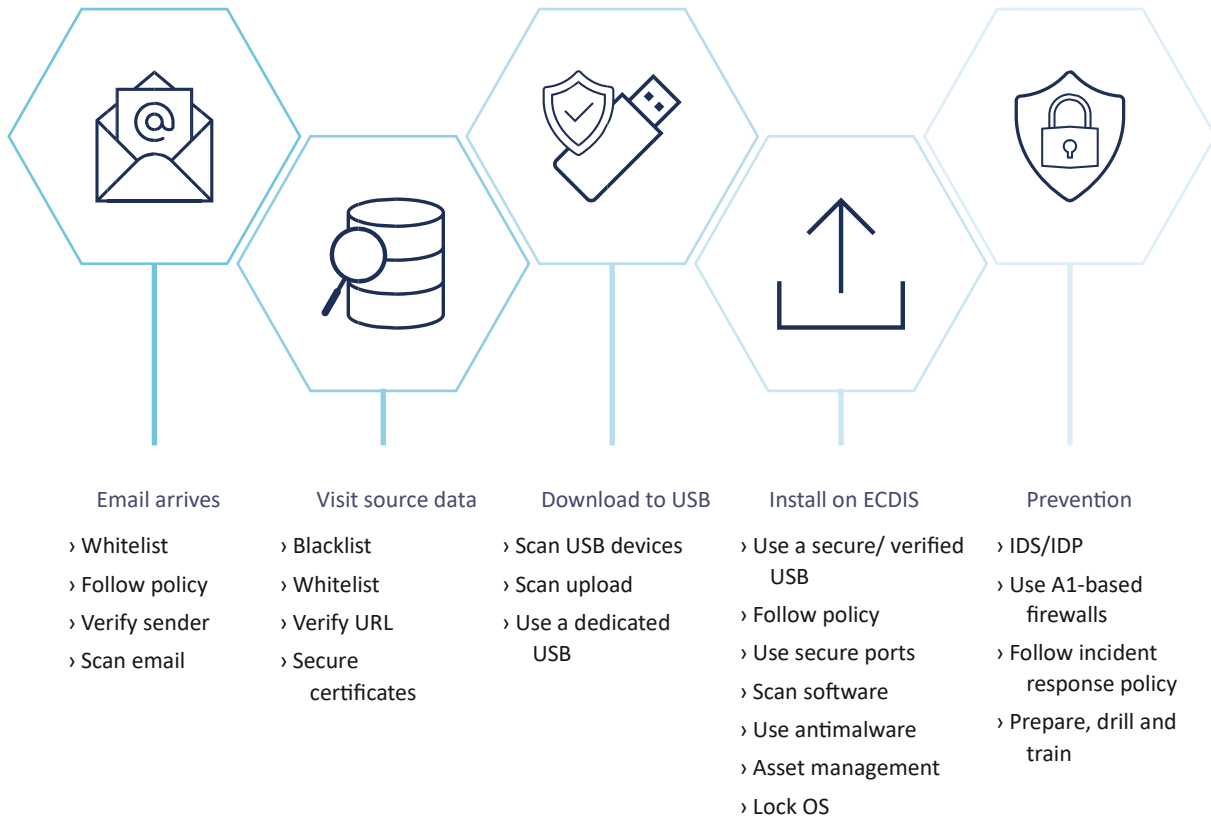 @
Email arrives
› Whitelist
› Follow policy
› Verify sender
› Scan email
Visit source data
› Blacklist
› Whitelist
› Verify URL
› Secure
certificates
Download to USB
› Scan USB devices
› Scan upload
› Use a dedicated
USB
Install on ECDIS
› Use a secure/ verified
USB
› Follow policy
› Use secure ports
› Scan software
› Use antimalware
› Asset management
› Lock OS
Prevention
› IDS/IDP
› Use A1-based
firewalls
› Follow incident
response policy
› Prepare, drill and
train